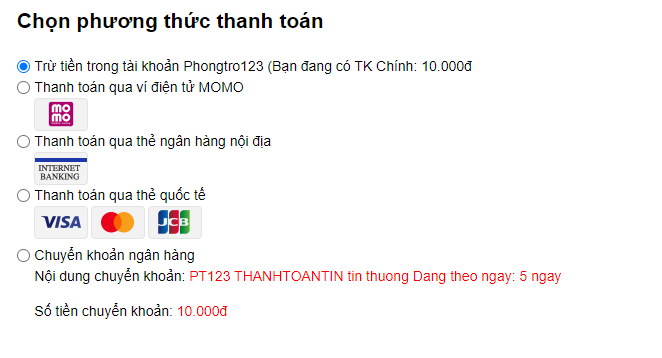 Chọn phương thức thanh toán
Trừ tiền trong tài khoản Phongtro123 (Bạn đang có TK Chính: 10.000đ
Thanh toán qua ví điện tử MOMO
mo
mo
Thanh toán qua thẻ ngân hàng nội địa
INTERNET
BANKING
Thanh toán qua thẻ quốc tế
VISA JCB
Chuyển khoản ngân hàng
Nội dung chuyển khoản: PT123 THANHTOANTIN tin thuong Dang theo ngay: 5 ngay
Số tiền chuyển khoản: 10.000đ